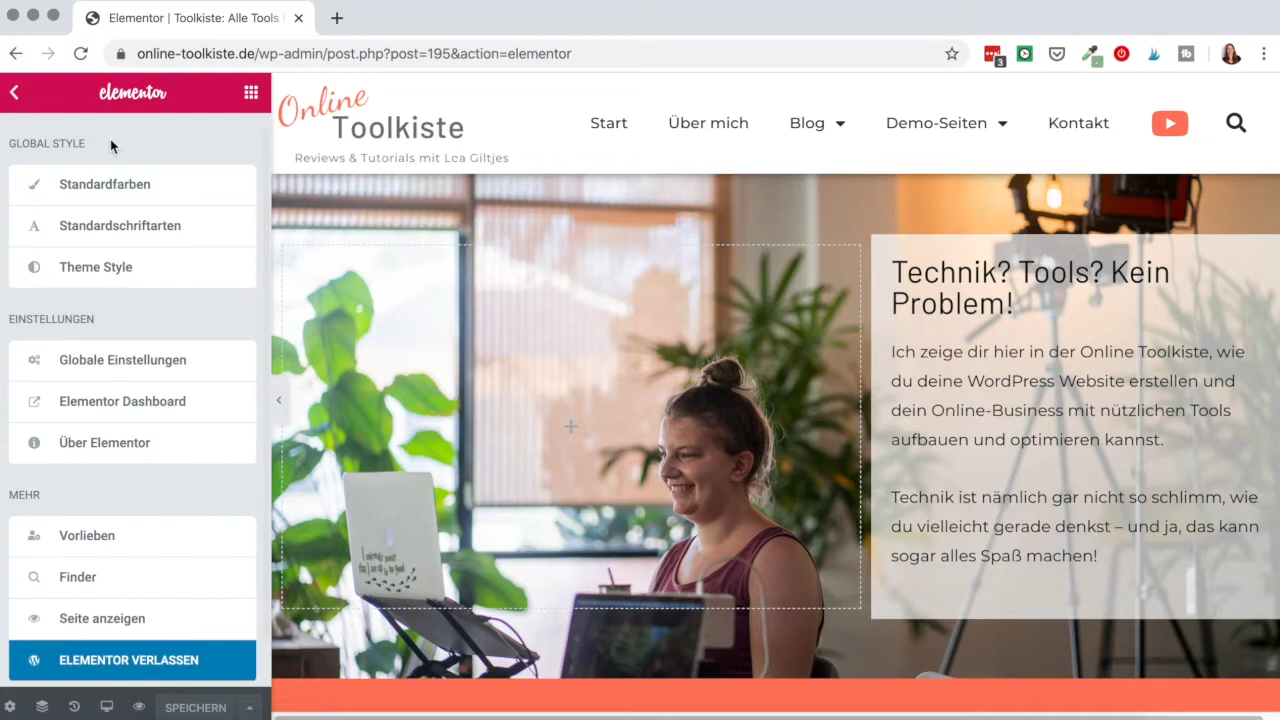 Elementor | Toolkiste: Alle Tools
online-toolkiste.de/wp-admin/post.php?post=195&action=elementor
3
elementor
GLOBAL STYLE
Standardfarben
Standardschriftarten
Theme Style
EINSTELLUNGEN
Globale Einstellungen
Elementor Dashboard
Über Elementor
MEHR
Vorlieben
Finder
Seite anzeigen
ELEMENTOR VERLASSEN
SPEICHERN
Online
Toolkiste
Reviews & Tutorials mit Lca Giltjes
Start
Über mich
Blog
Demo-Seiten
Kontakt
Technik? Tools? Kein
Problem!
Ich zeige dir hier in der Online Toolkiste, wie
du deine WordPress Website erstellen und
dein Online-Business mit nützlichen Tools
aufbauen und optimieren kannst.
Technik ist nämlich gar nicht so schlimm, wie
du vielleicht gerade denkst – und ja, das kann
sogar alles Spaß machen!